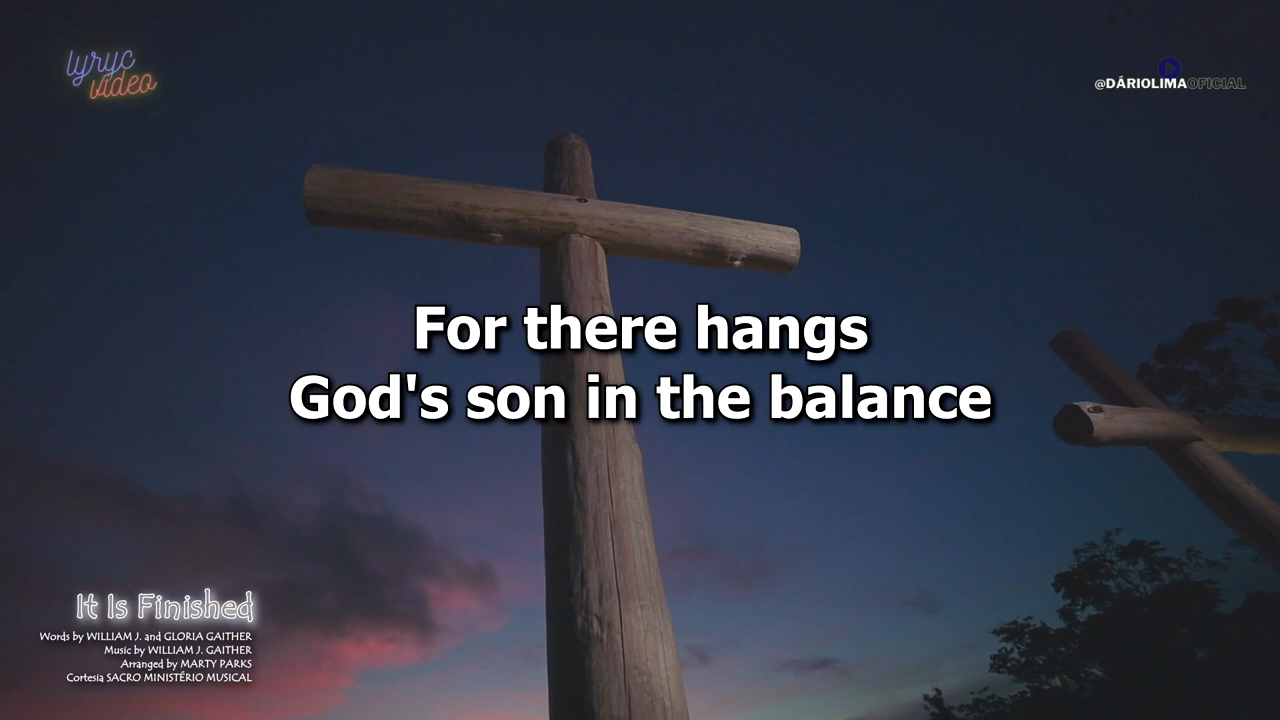 lyryc
video
@DÁRIOLIMAOFICIAL
For there hangs
God's son in the balance
It Is Finished
Words by WILLIAM J. and GLORIA GAITHER
Music by WILLIAM J. GAITHER
Arranged by MARTY PARKS
Cortesia SACRO MINISTÉRIO MUSICAL